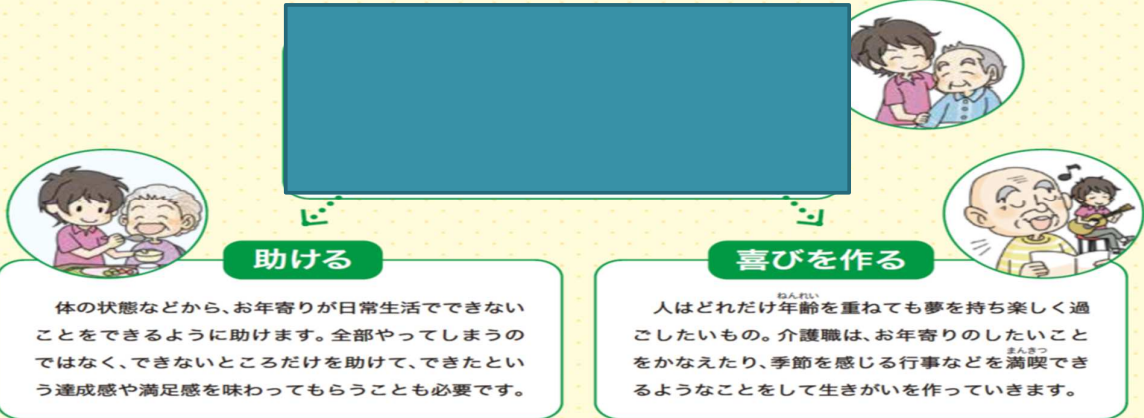 助ける
体の状態などから、お年寄りが日常生活でできない
ことをできるように助けます。全部やってしまうの
ではなく、できないところだけを助けて、できたとい
う達成感や満足感を味わってもらうことも必要です。
喜びを作る
ねんれい
人はどれだけ年齢を重ねても夢を持ち楽しく過
ごしたいもの。介護職は、お年寄りのしたいこと
まんきつ
をかなえたり、季節を感じる行事などを満喫でき
るようなことをして生きがいを作っていきます。